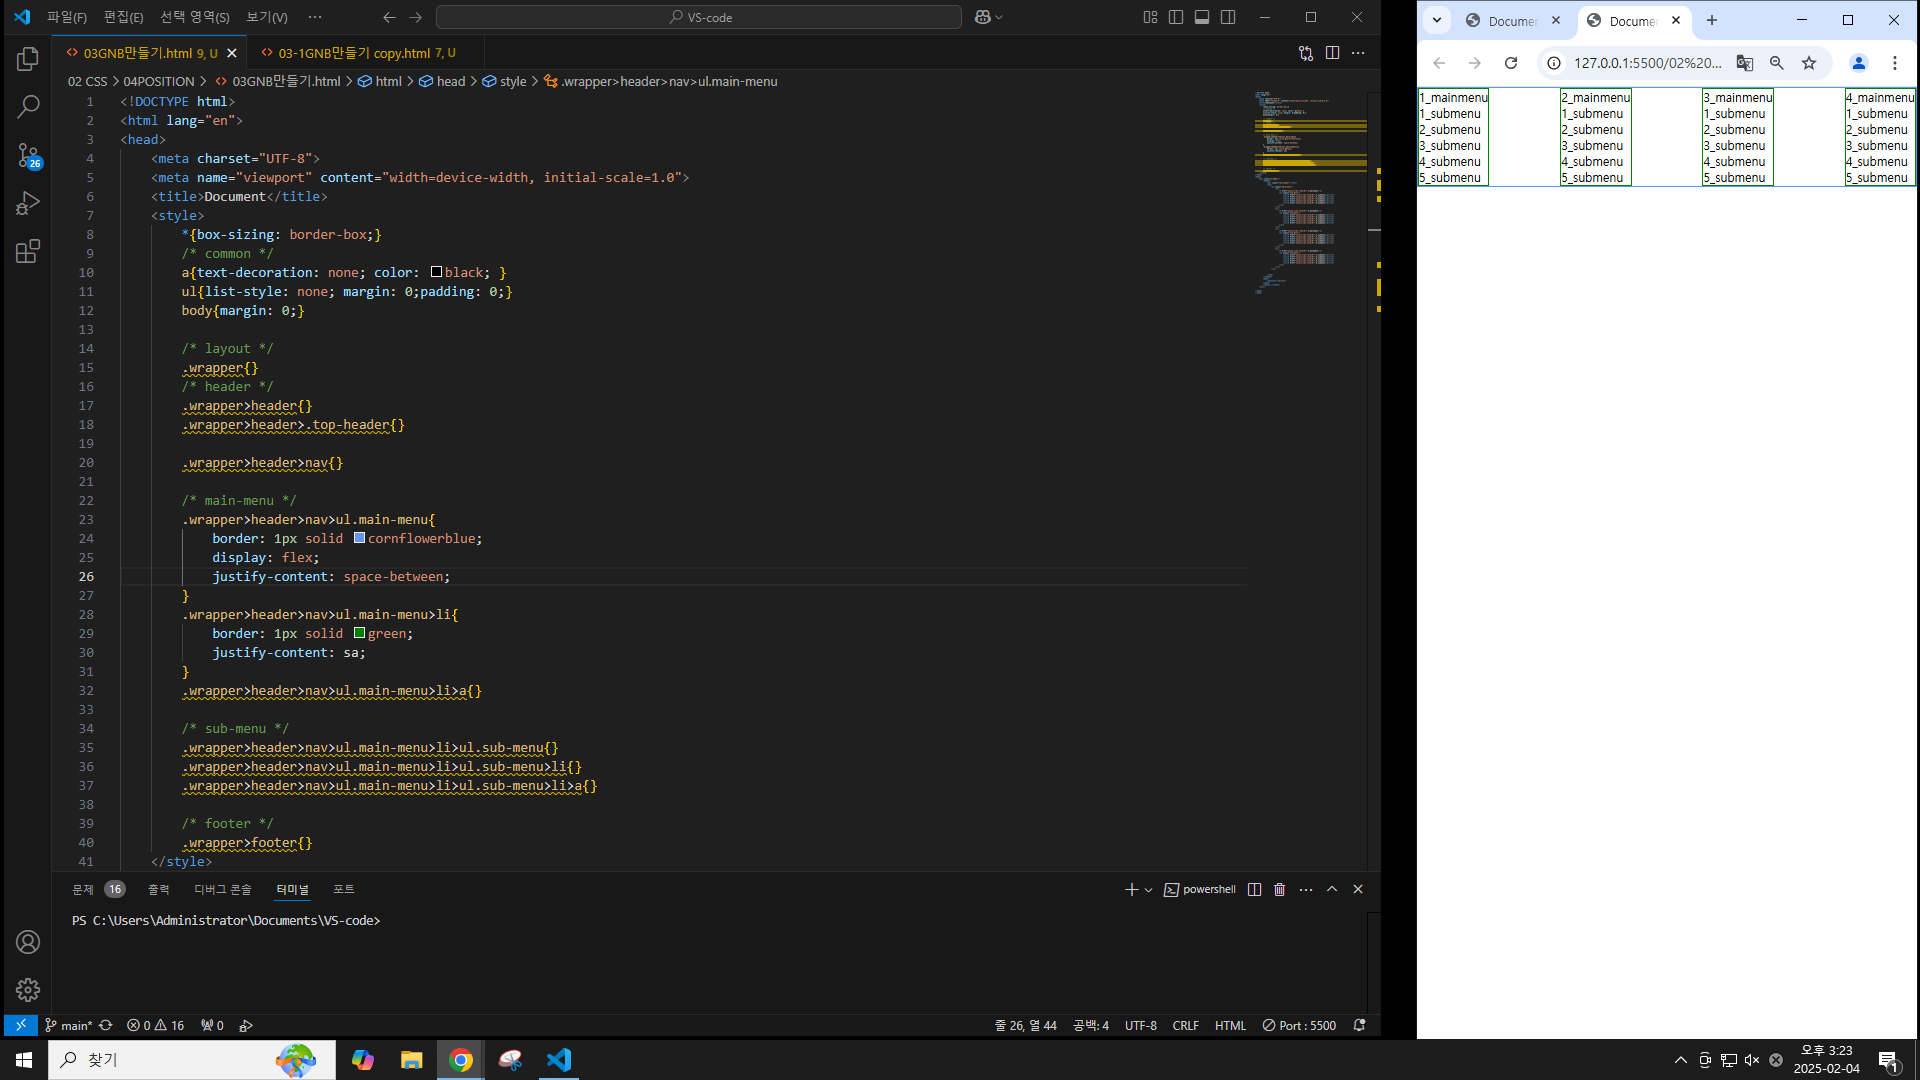 파일(F) 편집(E) 선택 영역(S) 보기(V) ··· VS-code
03GNB만들기.html 9, U 03-1GNB만들기 copy.html 7, U
02 CSS > 04POSITION > 03GNB만들기.html > html > head > style > .wrapper>header>nav>ul.main-menu
1 <!DOCTYPE html>
2 <html lang="en">
3 <head>
4 <meta charset="UTF-8">
5 <meta name="viewport" content="width=device-width, initial-scale=1.0">
6 <title>Document</title>
7 <style>
8 *{box-sizing: border-box;}
9 /* common */
10 a{text-decoration: none; color: black; }
11 ul{list-style: none; margin: 0;padding: 0;}
12 body{margin: 0;}
13
14 /* layout */
15 .wrapper{}
16 /* header */
17 .wrapper>header{}
18 .wrapper>header>.top-header{}
19
20 .wrapper>header>nav{}
21
22 /* main-menu */
23 .wrapper>header>nav>ul.main-menu{
24 border: 1px solid cornflowerblue;
25 display: flex;
26 justify-content: space-between;
27 }
28 .wrapper>header>nav>ul.main-menu>li{
29 border: 1px solid green;
30 justify-content: sa;
31 }
32 .wrapper>header>nav>ul.main-menu>li>a{}
33
34 /* sub-menu */
35 .wrapper>header>nav>ul.main-menu>li>ul.sub-menu{}
36 .wrapper>header>nav>ul.main-menu>li>ul.sub-menu>li{}
37 .wrapper>header>nav>ul.main-menu>li>ul.sub-menu>li>a{}
38
39 /* footer */
40 .wrapper>footer{}
41 </style>
26
문제 16 출력 디버그 콘솔 터미널 포트 powershell
PS C:\Users\Administrator\Documents\VS-code>
main* 0 16 0 줄 26, 열 44 공백: 4 UTF-8 CRLF HTML Port : 5500
Documen Documen
127.0.0.1:5500/02%20...
1_mainmenu 2_mainmenu 3_mainmenu 4_mainmenu
1_submenu 1_submenu 1_submenu 1_submenu
2_submenu 2_submenu 2_submenu 2_submenu
3_submenu 3_submenu 3_submenu 3_submenu
4_submenu 4_submenu 4_submenu 4_submenu
5_submenu 5_submenu 5_submenu 5_submenu
찾기
오후 3:23
2025-02-04
1